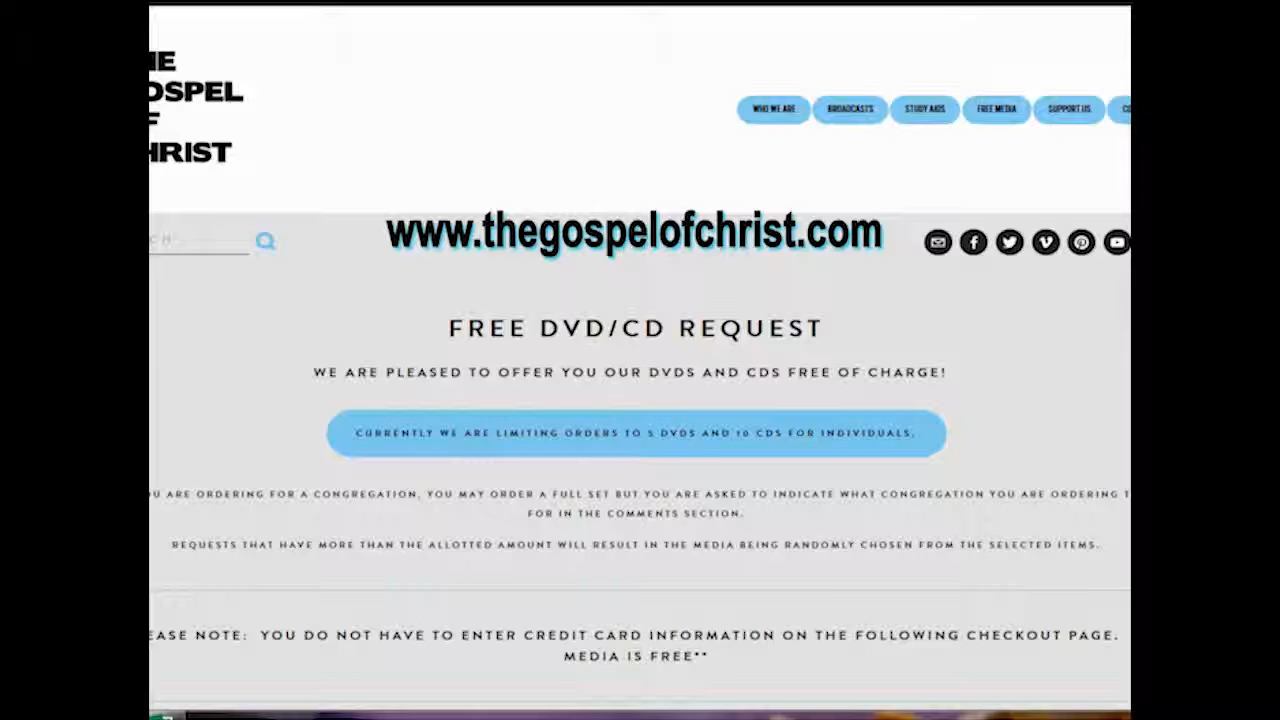 HE
OSPEL
F
HRIST
WHO WE ARE BROADCASTS STUDY AIDS FREE MEDIA SUPPORT US CO
CH
www.thegospelofchrist.com
FREE DVD/CD REQUEST
WE ARE PLEASED TO OFFER YOU OUR DVDS AND CDS FREE OF CHARGE!
CURRENTLY WE ARE LIMITING ORDERS TO 5 DVDS AND 10 CDS FOR INDIVIDUALS.
OU ARE ORDERING FOR A CONGREGATION, YOU MAY ORDER A FULL SET BUT YOU ARE ASKED TO INDICATE WHAT CONGREGATION YOU ARE ORDERING T
FOR IN THE COMMENTS SECTION.
REQUESTS THAT HAVE MORE THAN THE ALLOTTED AMOUNT WILL RESULT IN THE MEDIA BEING RANDOMLY CHOSEN FROM THE SELECTED ITEMS.
EASE NOTE: YOU DO NOT HAVE TO ENTER CREDIT CARD INFORMATION ON THE FOLLOWING CHECKOUT PAGE.
MEDIA IS FREE**